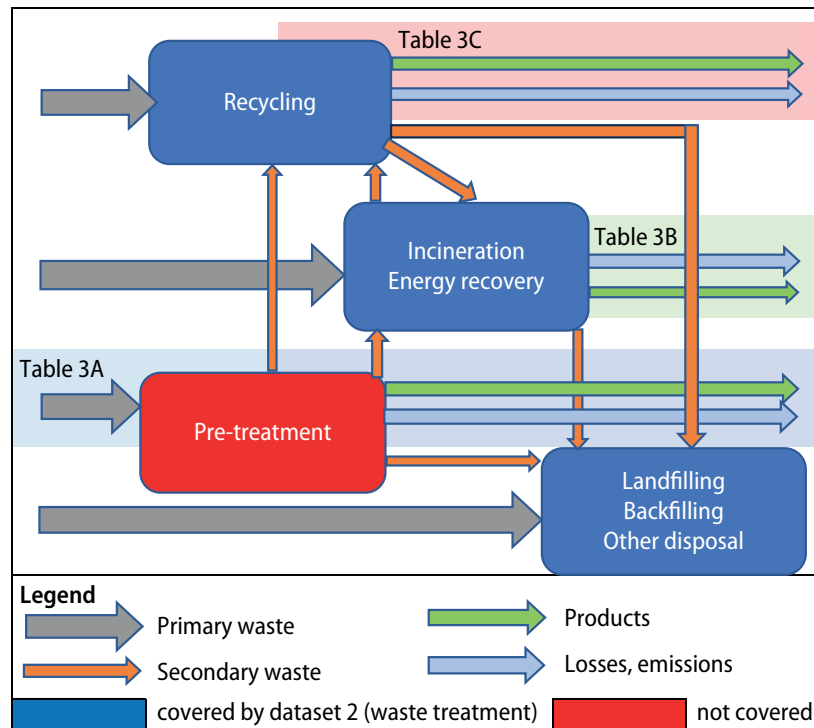 Table 3C
Recycling
Incineration
Energy recovery
Table 3B
Table 3A
Pre-treatment
Landfilling
Backfilling
Other disposal
Legend
Primary waste
Products
Secondary waste
Losses, emissions
covered by dataset 2 (waste treatment)
not covered